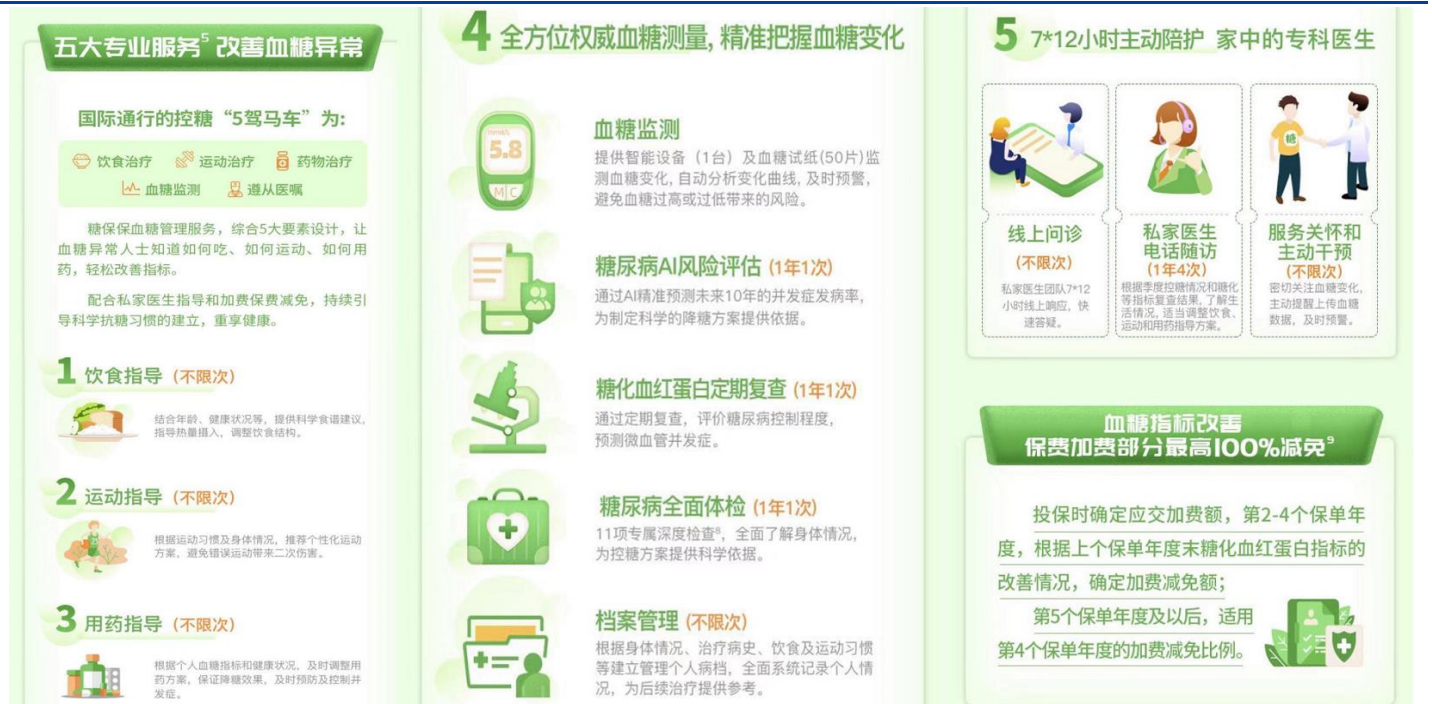 五大专业服务⁵ 改善血糖异常
国际通行的控糖“5驾马车”为:
饮食治疗 运动治疗 药物治疗
血糖监测 遵从医嘱
糖保保血糖管理服务，综合5大要素设计，让
血糖异常人士知道如何吃、如何运动、如何用
药，轻松改善指标。
配合私家医生指导和加费保费减免，持续引
导科学抗糖习惯的建立，重享健康。
1 饮食指导（不限次）
结合年龄、健康状况等，提供科学食谱建议，
指导热量摄入，调整饮食结构。
2 运动指导（不限次）
根据运动习惯及身体情况，推荐个性化运动
方案，避免错误运动带来二次伤害。
3 用药指导（不限次）
根据个人血糖指标和健康状况，及时调整用
药方案，保证降糖效果，及时预防及控制并
发症。
4 全方位权威血糖测量, 精准把握血糖变化
mmol/L
5.8
M C
血糖监测
提供智能设备（1台）及血糖试纸(50片)监
测血糖变化, 自动分析变化曲线, 及时预警，
避免血糖过高或过低带来的风险。
糖尿病AI风险评估 (1年1次)
通过AI精准预测未来10年的并发症发病率，
为制定科学的降糖方案提供依据。
糖化血红蛋白定期复查 (1年1次)
通过定期复查，评价糖尿病控制程度，
预测微血管并发症。
糖尿病全面体检 (1年1次)
11项专属深度检查⁸，全面了解身体情况，
为控糖方案提供科学依据。
档案管理 (不限次)
根据身体情况、治疗病史、饮食及运动习惯
等建立管理个人病档，全面系统记录个人情
况，为后续治疗提供参考。
5 7*12小时主动陪护 家中的专科医生
糖
线上问诊
(不限次)
私家医生团队7*12
小时线上响应，快
速答疑。
私家医生
电话随访
(1年4次)
根据季度控糖情况和糖化
等指标复查结果, 了解生
活情况, 适当调整饮食、
运动和用药指导方案。
服务关怀和
主动干预
(不限次)
密切关注血糖变化，
主动提醒上传血糖
数据，及时预警。
血糖指标改善
保费加费部分最高100%减免⁹
投保时确定应交加费额，第2-4个保单年
度，根据上个保单年度末糖化血红蛋白指标的
改善情况，确定加费减免额；
第5个保单年度及以后，适用
第4个保单年度的加费减免比例。